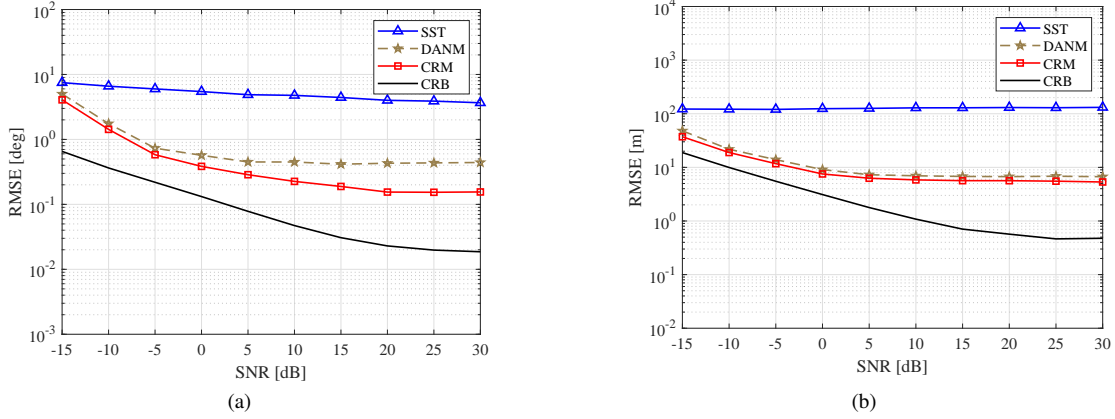 10^2
10^1
10^0
10^-1
10^-2
10^-3
RMSE [deg]
SST
DANM
CRM
CRB
-15 -10 -5 0 5 10 15 20 25 30
SNR [dB]
(a)
10^4
10^3
10^2
10^1
10^0
10^-1
10^-2
RMSE [m]
SST
DANM
CRM
CRB
-15 -10 -5 0 5 10 15 20 25 30
SNR [dB]
(b)